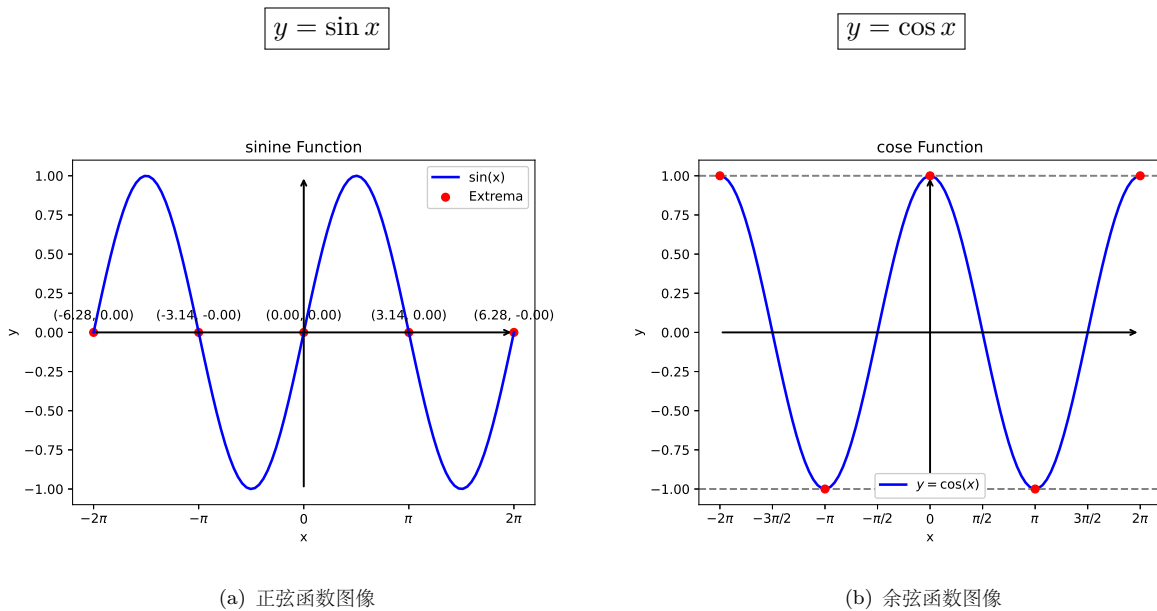 y = sin x
y = cos x
sinine Function
1.00
0.75
0.50
0.25
0.00
−0.25
−0.50
−0.75
−1.00
y
sin(x)
Extrema
(-6.28, 0.00)
(-3.14, -0.00)
(0.00, 0.00)
(3.14, 0.00)
(6.28, -0.00)
−2π
−π
0
π
2π
x
(a) 正弦函数图像
cose Function
1.00
0.75
0.50
0.25
0.00
−0.25
−0.50
−0.75
−1.00
y
y = cos(x)
−2π
−3π/2
−π
−π/2
0
π/2
π
3π/2
2π
x
(b) 余弦函数图像